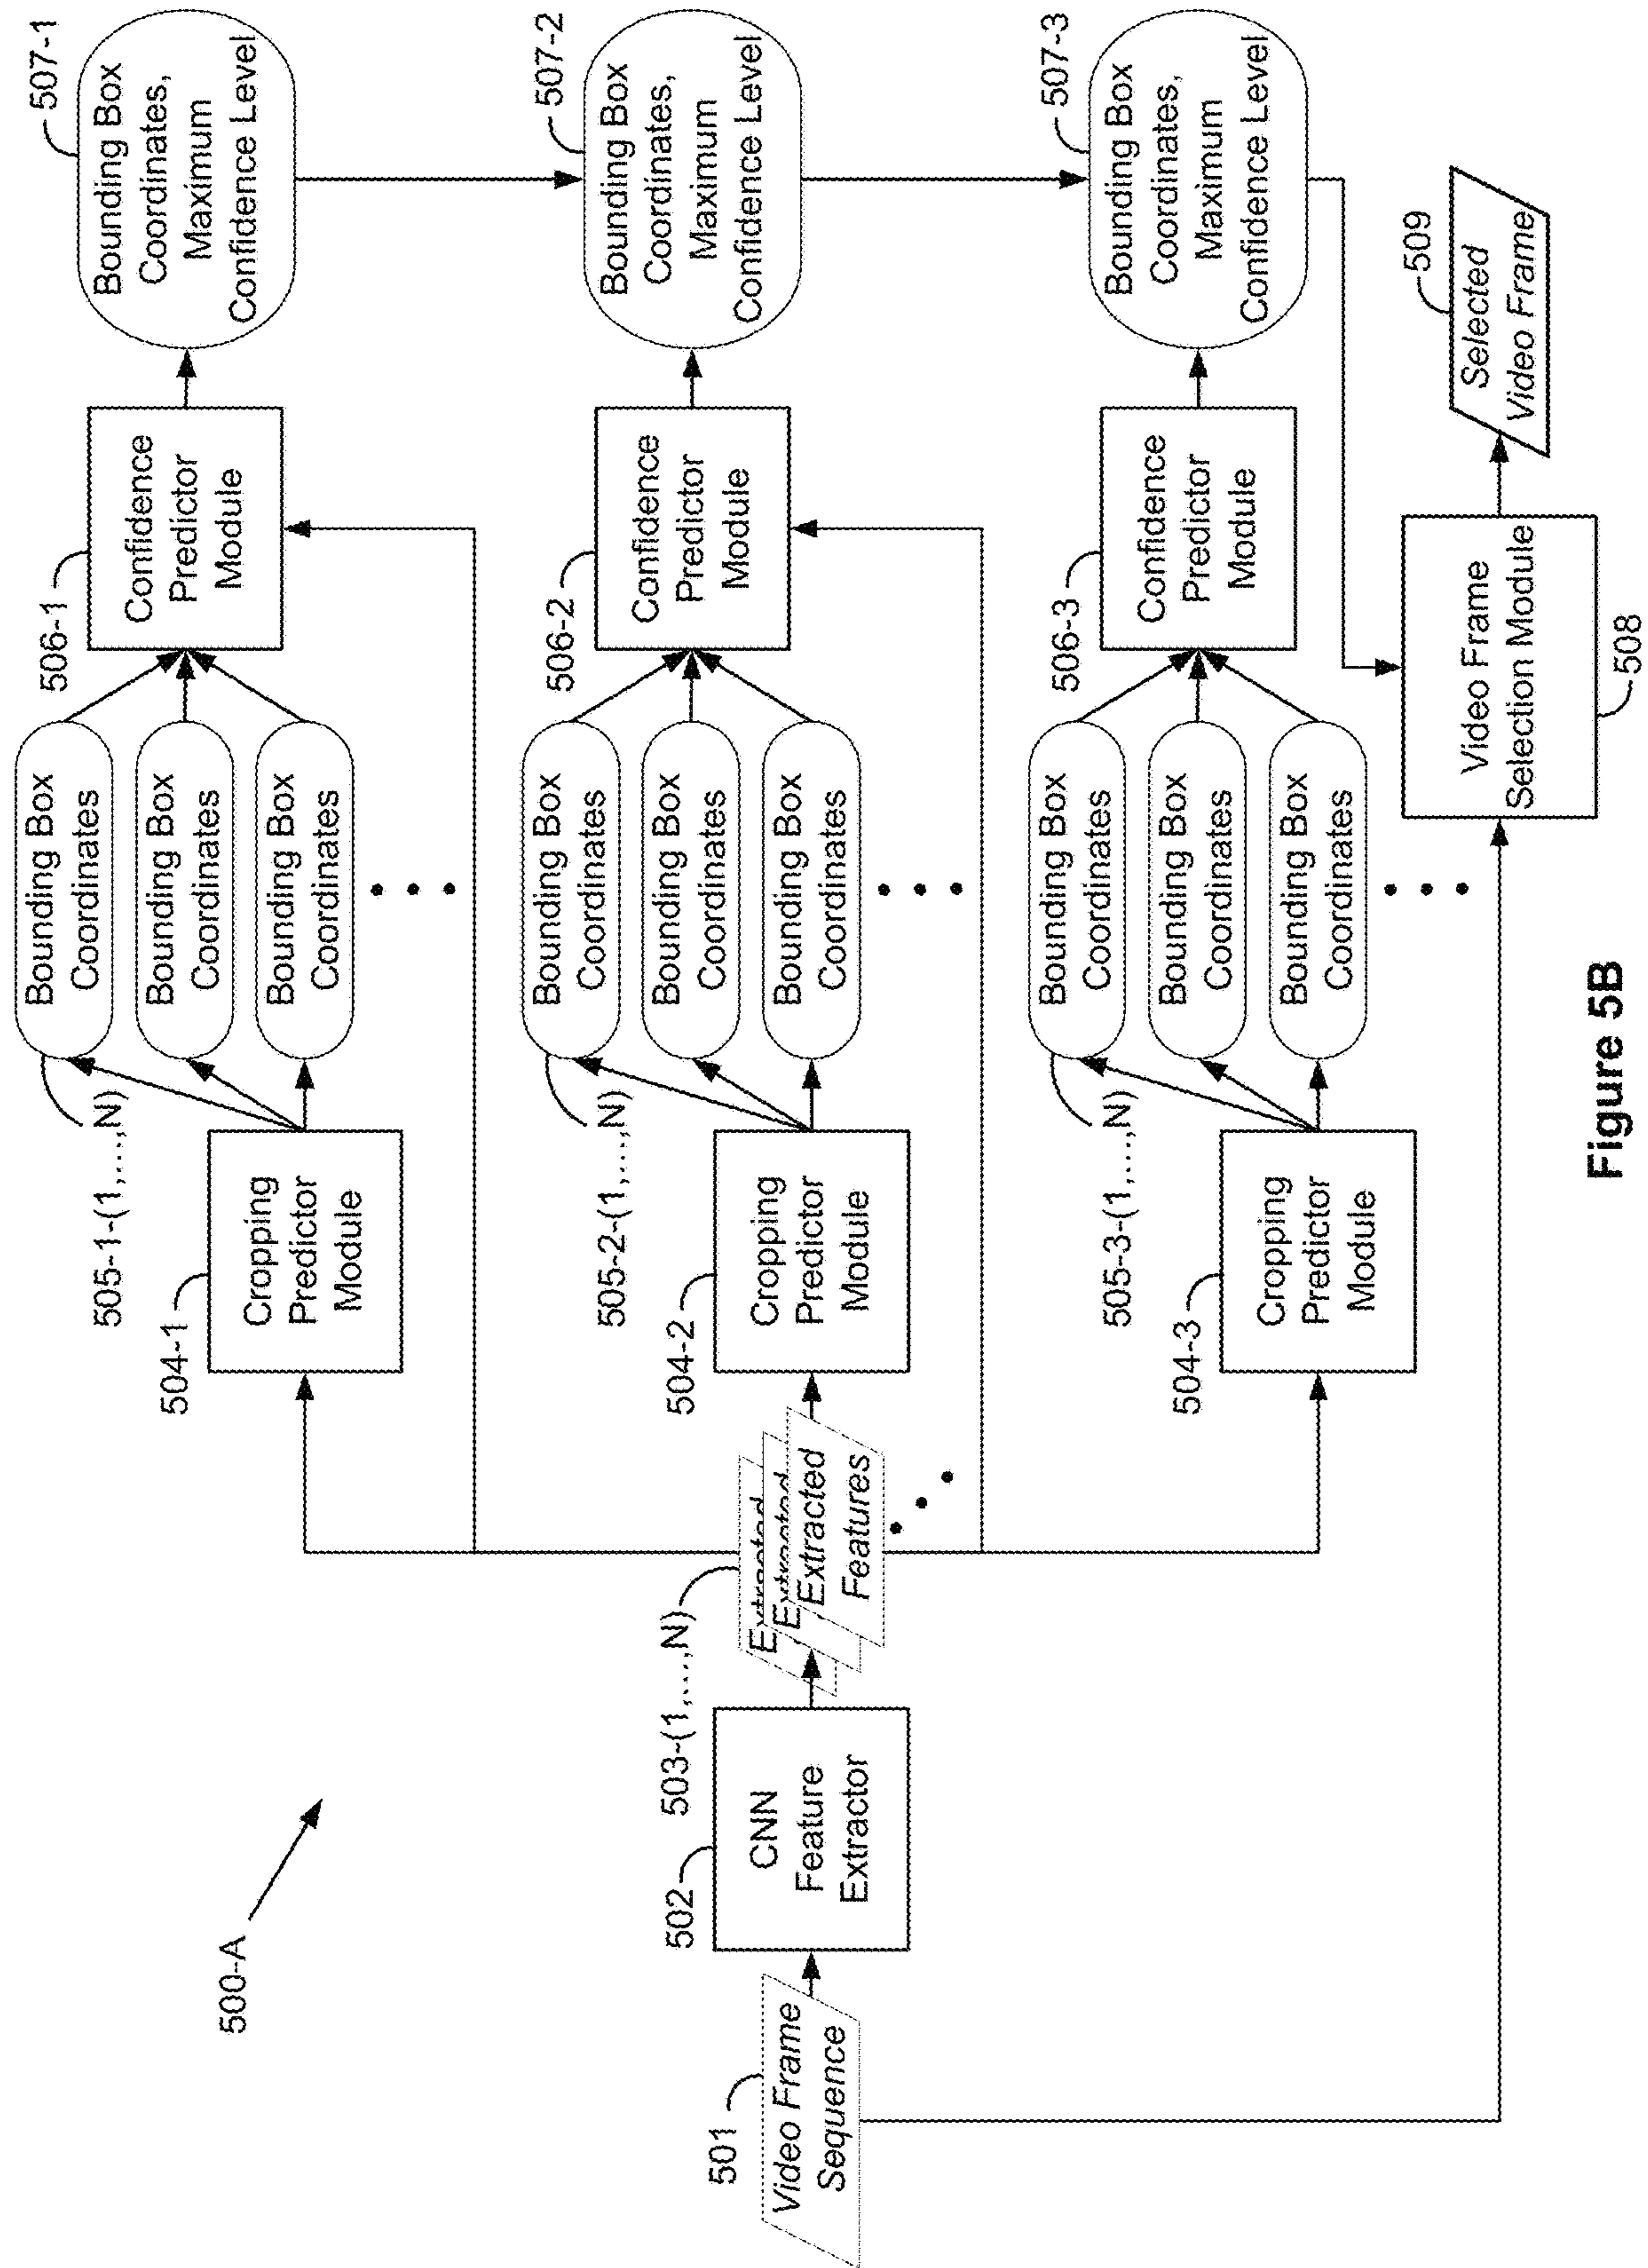 500-A
501
Video Frame
Sequence
502
CNN
Feature
Extractor
503-(1,...,N)
Extracted
Extracted
Extracted
Features
504-1
Cropping
Predictor
Module
505-1-(1,...,N)
Bounding Box
Coordinates
Bounding Box
Coordinates
Bounding Box
Coordinates
506-1
Confidence
Predictor
Module
507-1
Bounding Box
Coordinates,
Maximum
Confidence Level
504-2
Cropping
Predictor
Module
505-2-(1,...,N)
Bounding Box
Coordinates
Bounding Box
Coordinates
Bounding Box
Coordinates
506-2
Confidence
Predictor
Module
507-2
Bounding Box
Coordinates,
Maximum
Confidence Level
504-3
Cropping
Predictor
Module
505-3-(1,...,N)
Bounding Box
Coordinates
Bounding Box
Coordinates
Bounding Box
Coordinates
506-3
Confidence
Predictor
Module
507-3
Bounding Box
Coordinates,
Maximum
Confidence Level
Video Frame
Selection Module
508
509
Selected
Video Frame
Figure 5B